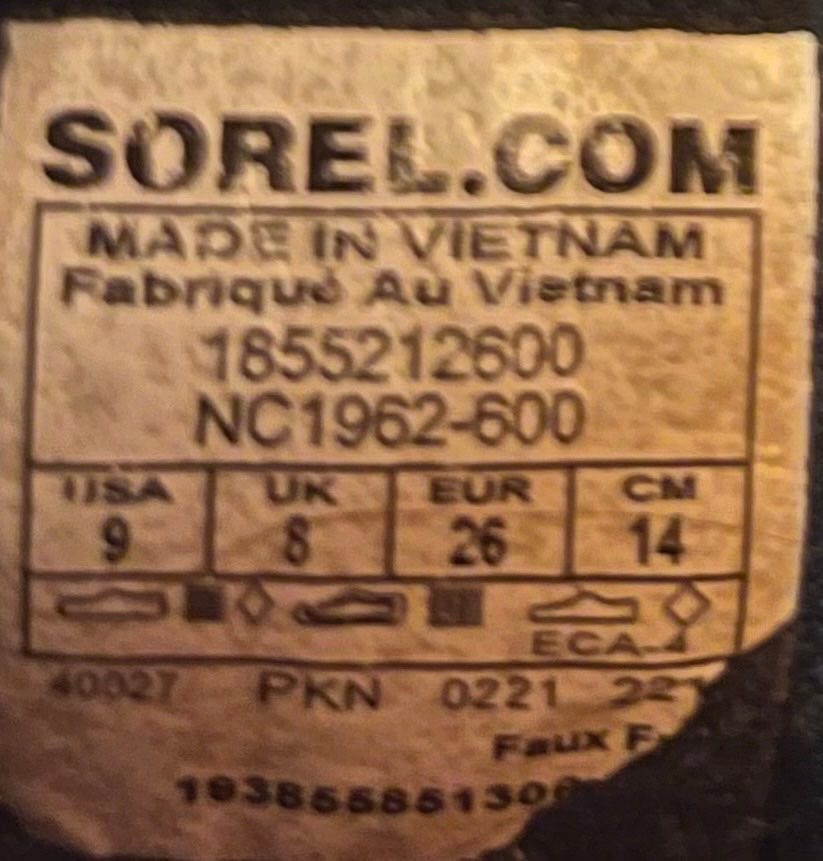 SOREL.COM
MADE IN VIETNAM
Fabriqué Au Vietnam
1855212600
NC1962-600
USA UK EUR CM
9 8 26 14
ECA-4
40027 PKN 0221
Faux